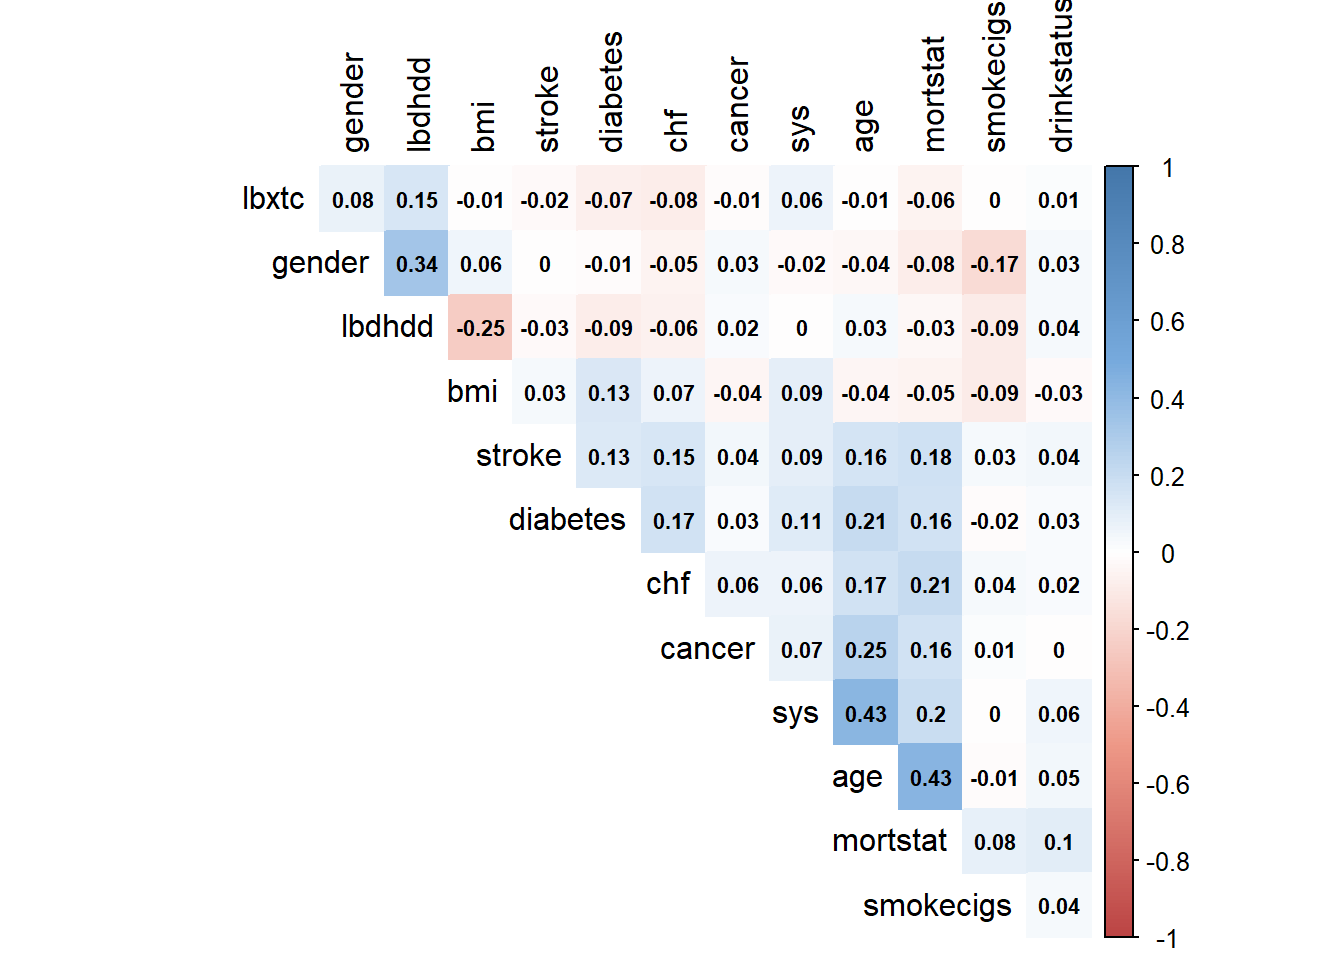 gender lbdhdd bmi stroke diabetes chf cancer sys age mortstat smokecigs drinkstatus
lbxtc 0.08 0.15 -0.01 -0.02 -0.07 -0.08 -0.01 0.06 -0.01 -0.06 0 0.01
gender 0.34 0.06 0 -0.01 -0.05 0.03 -0.02 -0.04 -0.08 -0.17 0.03
lbdhdd -0.25 -0.03 -0.09 -0.06 0.02 0 0.03 -0.03 -0.09 0.04
bmi 0.03 0.13 0.07 -0.04 0.09 -0.04 -0.05 -0.09 -0.03
stroke 0.13 0.15 0.04 0.09 0.16 0.18 0.03 0.04
diabetes 0.17 0.03 0.11 0.21 0.16 -0.02 0.03
chf 0.06 0.06 0.17 0.21 0.04 0.02
cancer 0.07 0.25 0.16 0.01 0
sys 0.43 0.2 0 0.06
age 0.43 -0.01 0.05
mortstat 0.08 0.1
smokecigs 0.04
1
0.8
0.6
0.4
0.2
0
-0.2
-0.4
-0.6
-0.8
-1